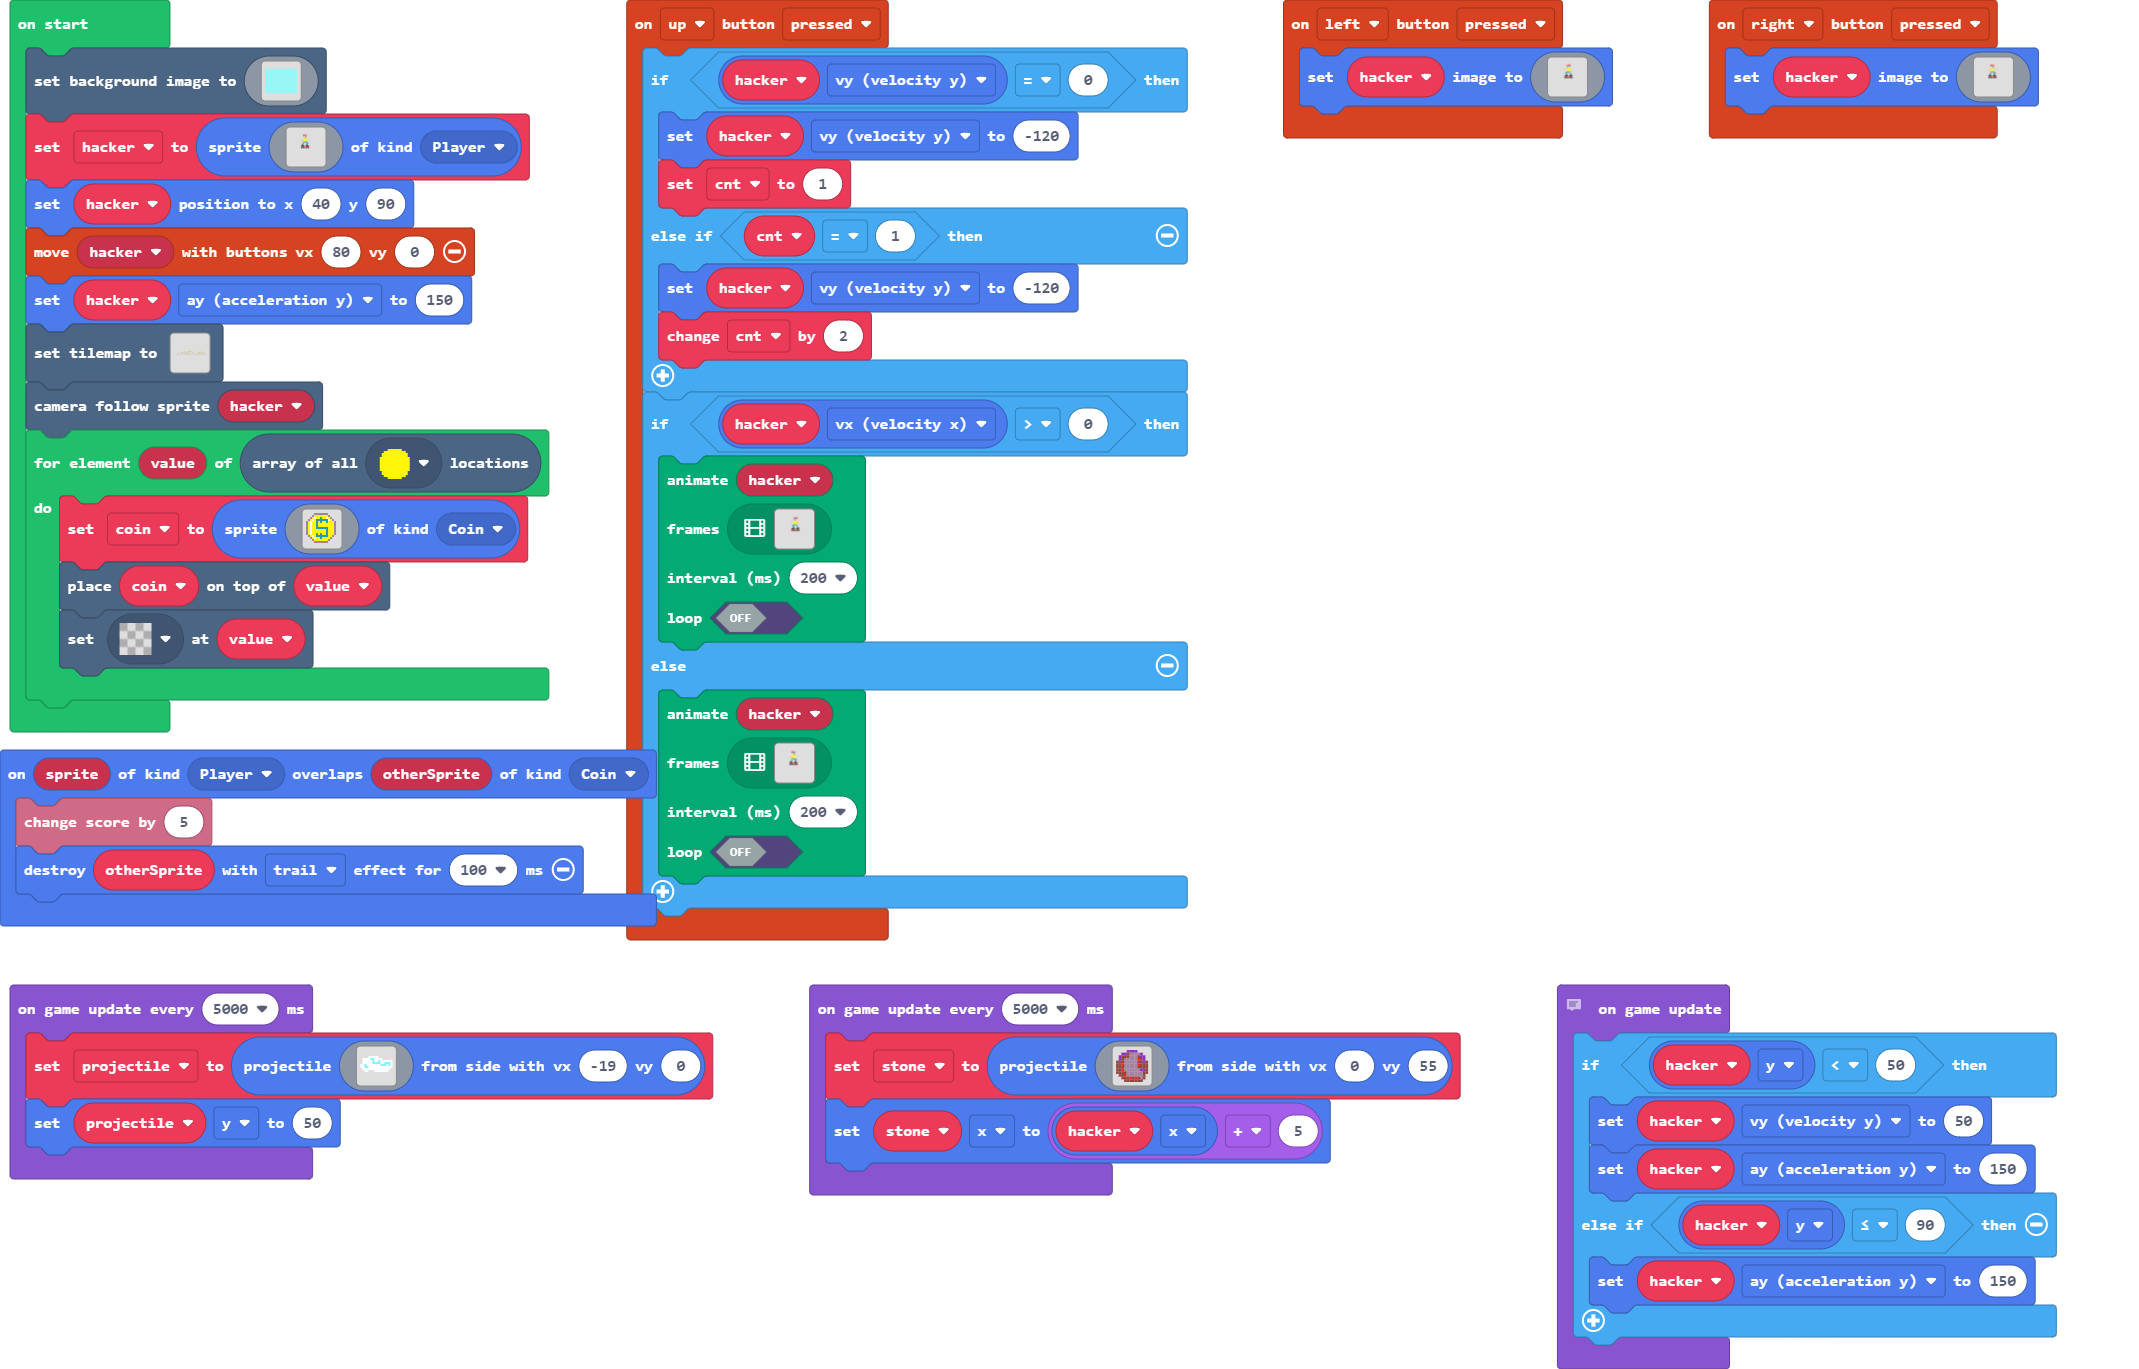 on start
set background image to
set hacker to sprite of kind Player
set hacker position to x 40 y 90
move hacker with buttons vx 80 vy 0
set hacker ay (acceleration y) to 150
set tilemap to
camera follow sprite hacker
for element value of array of all locations
do
set coin to sprite $ of kind Coin
place coin on top of value
set at value
on sprite of kind Player overlaps otherSprite of kind Coin
change score by 5
destroy otherSprite with trail effect for 100 ms
on up button pressed
if hacker vy (velocity y) = 0 then
set hacker vy (velocity y) to -120
set cnt to 1
else if cnt = 1 then
set hacker vy (velocity y) to -120
change cnt by 2
if hacker vx (velocity x) > 0 then
animate hacker
frames
interval (ms) 200
loop OFF
else
animate hacker
frames
interval (ms) 200
loop OFF
on left button pressed
set hacker image to
on right button pressed
set hacker image to
on game update every 5000 ms
set projectile to projectile from side with vx -19 vy 0
set projectile y to 50
on game update every 5000 ms
set stone to projectile from side with vx 0 vy 55
set stone x to hacker x + 5
on game update
if hacker y < 50 then
set hacker vy (velocity y) to 50
set hacker ay (acceleration y) to 150
else if hacker y ≤ 90 then
set hacker ay (acceleration y) to 150